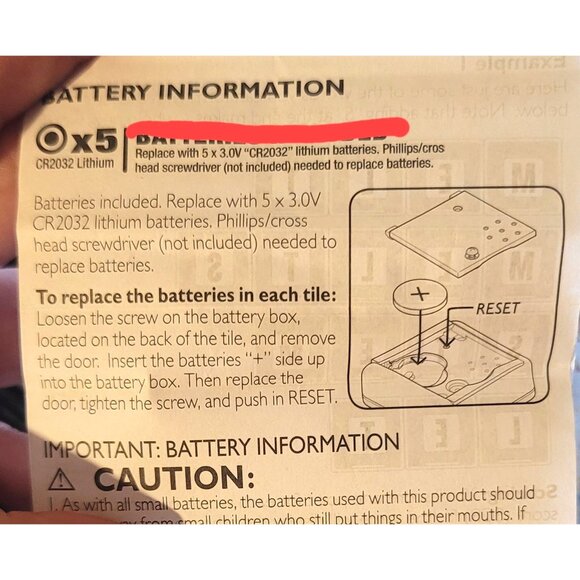 BATTERY INFORMATION
x5
CR2032 Lithium
Replace with 5 x 3.0V "CR2032" lithium batteries. Phillips/cros
head screwdriver (not included) needed to replace batteries.
Batteries included. Replace with 5 x 3.0V
CR2032 lithium batteries. Phillips/cross
head screwdriver (not included) needed to
replace batteries.
To replace the batteries in each tile:
Loosen the screw on the battery box,
located on the back of the tile, and remove
the door. Insert the batteries "+" side up
into the battery box. Then replace the
door, tighten the screw, and push in RESET.
+
RESET
IMPORTANT: BATTERY INFORMATION
CAUTION:
1. As with all small batteries, the batteries used with this product should
from small children who still put things in their mouths. If